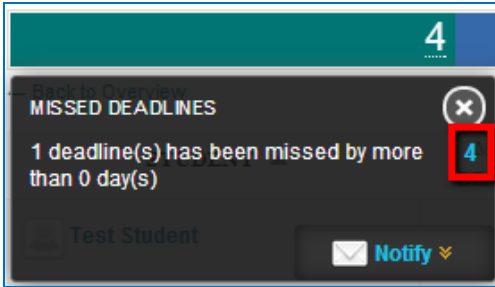 4
← Back to Overview
MISSED DEADLINES
1 deadline(s) has been missed by more
than 0 day(s)
4
Test Student
Notify